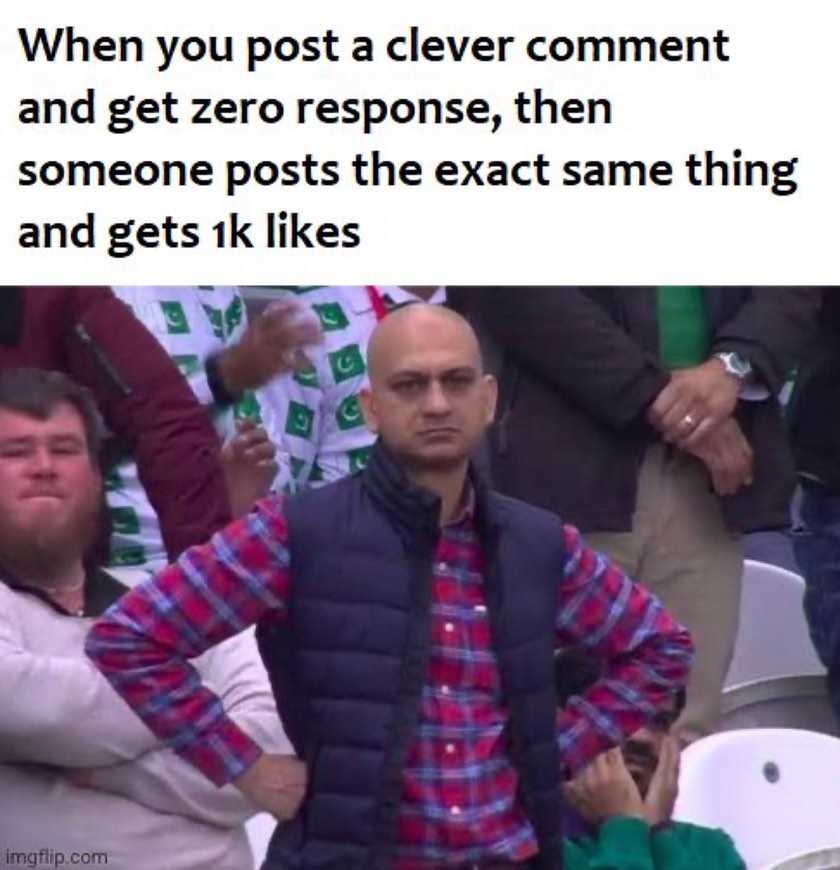 When you post a clever comment
and get zero response, then
someone posts the exact same thing
and gets 1k likes
imgflip.com